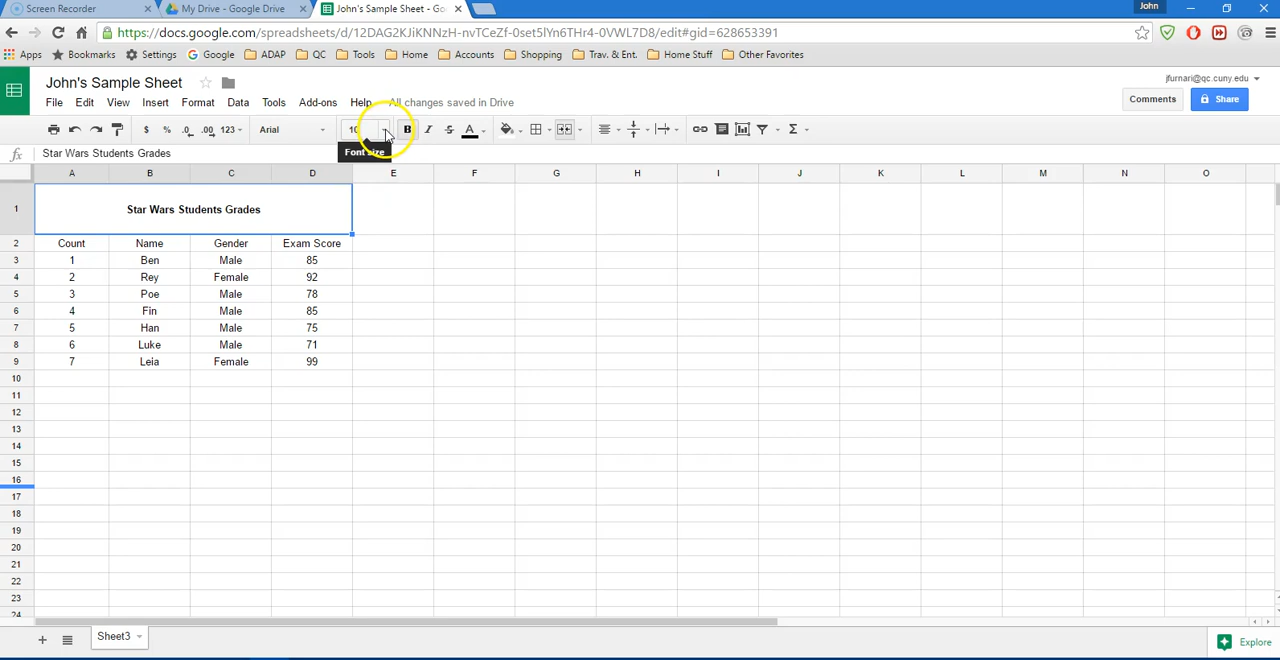 Screen Recorder
My Drive - Google Drive
John's Sample Sheet - Go
John
https://docs.google.com/spreadsheets/d/12DAG2KJiKNNzH-nvTCeZf-0set5IYn6THr4-0VWL7D8/edit#gid=628653391
Apps Bookmarks Settings Google ADAP QC Tools Home Accounts Shopping Trav. & Ent. Home Stuff Other Favorites
John's Sample Sheet
jfurnari@qc.cuny.edu
File Edit View Insert Format Data Tools Add-ons Help All changes saved in Drive
Comments Share
$ % .0 .00 123 Arial 10 B I S A Σ
Font size
fx Star Wars Students Grades
A B C D E F G H I J K L M N O
1 Star Wars Students Grades
2 Count Name Gender Exam Score
3 1 Ben Male 85
4 2 Rey Female 92
5 3 Poe Male 78
6 4 Fin Male 85
7 5 Han Male 75
8 6 Luke Male 71
9 7 Leia Female 99
10
11
12
13
14
15
16
17
18
19
20
21
22
23
24
Sheet3
Explore